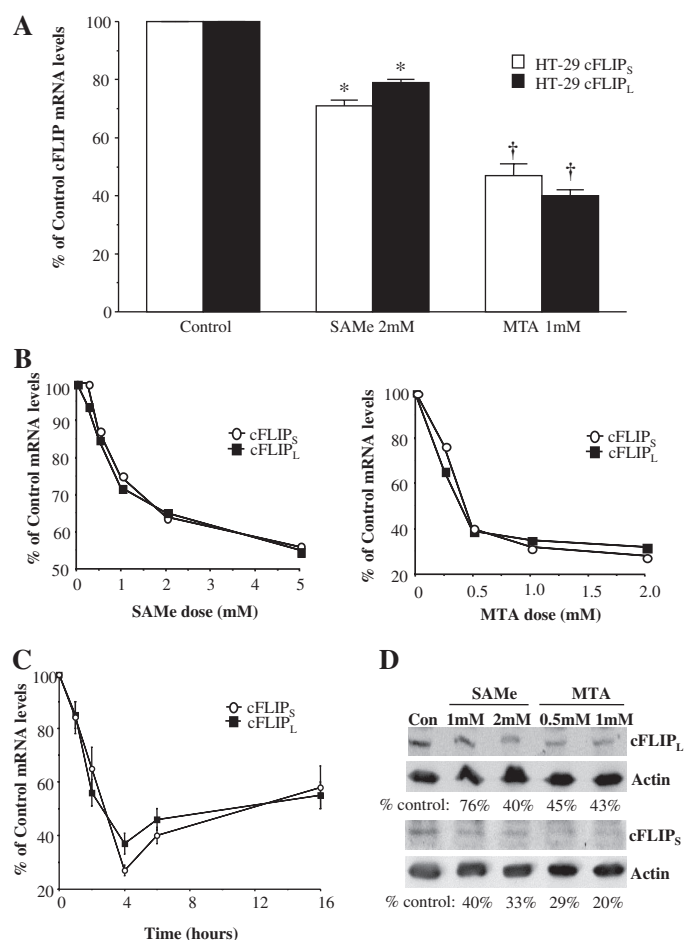 A
% of Control cFLIP mRNA levels
100
80
60
40
20
0
HT-29 cFLIPS
HT-29 cFLIPL
*
*
†
†
Control
SAMe 2mM
MTA 1mM
B
% of Control mRNA levels
100
90
80
70
60
50
cFLIPS
cFLIPL
0
1
2
3
4
5
SAMe dose (mM)
% of Control mRNA levels
100
80
60
40
20
cFLIPS
cFLIPL
0
0.5
1.0
1.5
2.0
MTA dose (mM)
C
% of Control mRNA levels
100
80
60
40
20
cFLIPS
cFLIPL
0
4
8
12
16
Time (hours)
D
SAMe MTA
Con 1mM 2mM 0.5mM 1mM
cFLIPL
Actin
% control: 76% 40% 45% 43%
cFLIPS
Actin
% control: 40% 33% 29% 20%